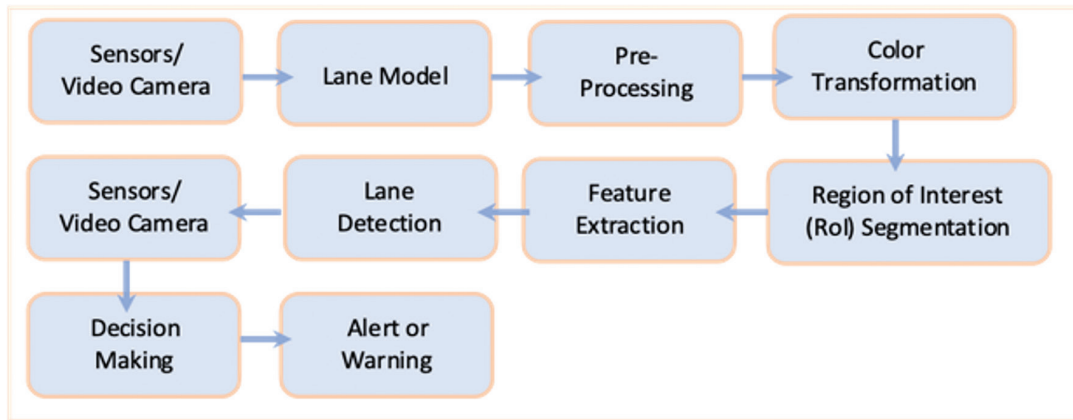 Sensors/
Video Camera
Lane Model
Pre-
Processing
Color
Transformation
Sensors/
Video Camera
Lane
Detection
Feature
Extraction
Region of Interest
(RoI) Segmentation
Decision
Making
Alert or
Warning